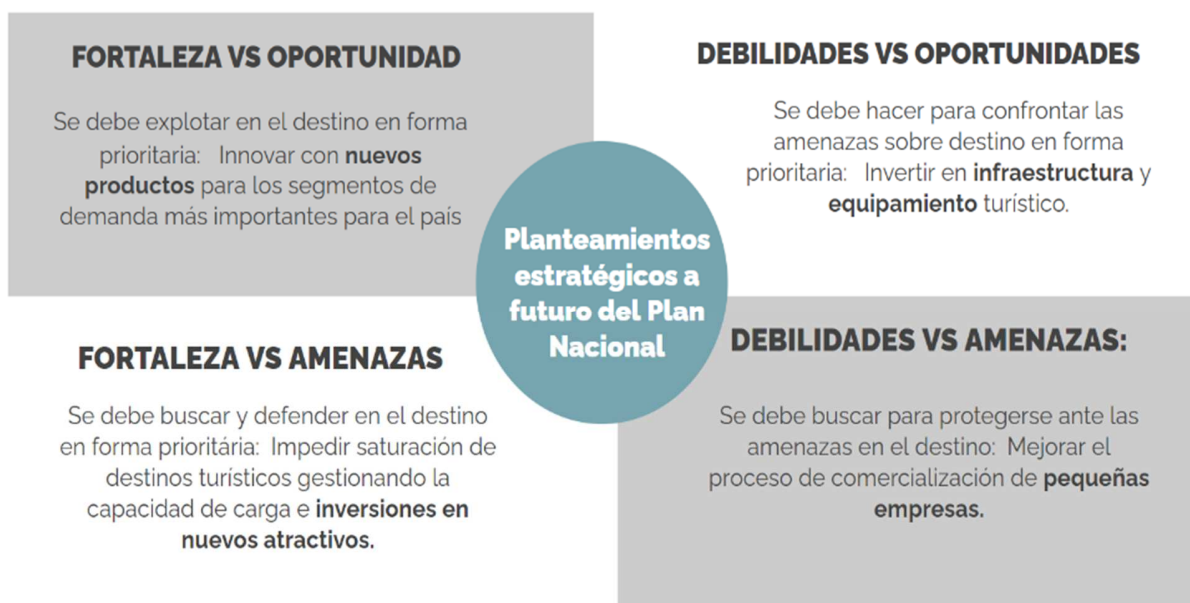 FORTALEZA VS OPORTUNIDAD
Se debe explotar en el destino en forma
prioritaria: Innovar con nuevos
productos para los segmentos de
demanda más importantes para el país
DEBILIDADES VS OPORTUNIDADES
Se debe hacer para confrontar las
amenazas sobre destino en forma
prioritaria: Invertir en infraestructura y
equipamiento turístico.
Planteamientos
estratégicos a
futuro del Plan
Nacional
FORTALEZA VS AMENAZAS
Se debe buscar y defender en el destino
en forma prioritária: Impedir saturación de
destinos turísticos gestionando la
capacidad de carga e inversiones en
nuevos atractivos.
DEBILIDADES VS AMENAZAS:
Se debe buscar para protegerse ante las
amenazas en el destino: Mejorar el
proceso de comercialización de pequeñas
empresas.